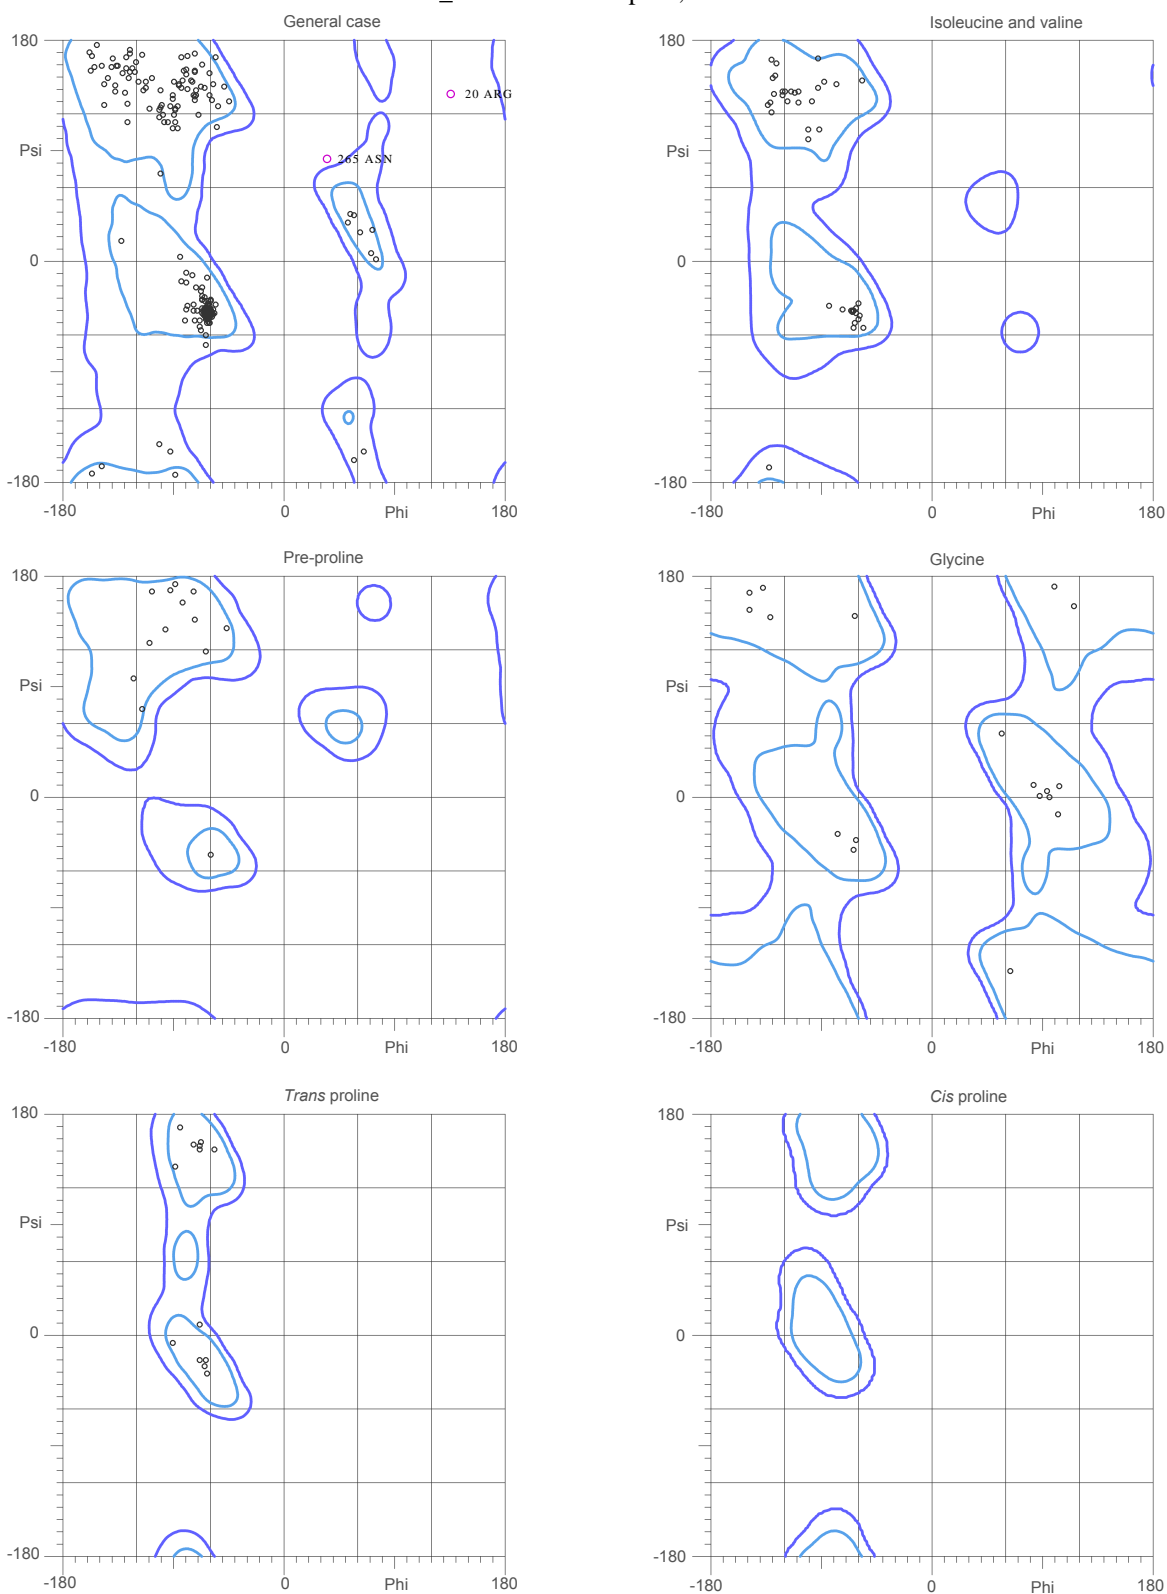 General case
Isoleucine and valine
180
Psi
0
-180
-180
0
Phi
180
20 ARG
265 ASN
180
Psi
0
-180
-180
0
Phi
180
Pre-proline
Glycine
180
Psi
0
-180
-180
0
Phi
180
180
Psi
0
-180
-180
0
Phi
180
Trans proline
Cis proline
180
Psi
0
-180
-180
0
Phi
180
180
Psi
0
-180
-180
0
Phi
180